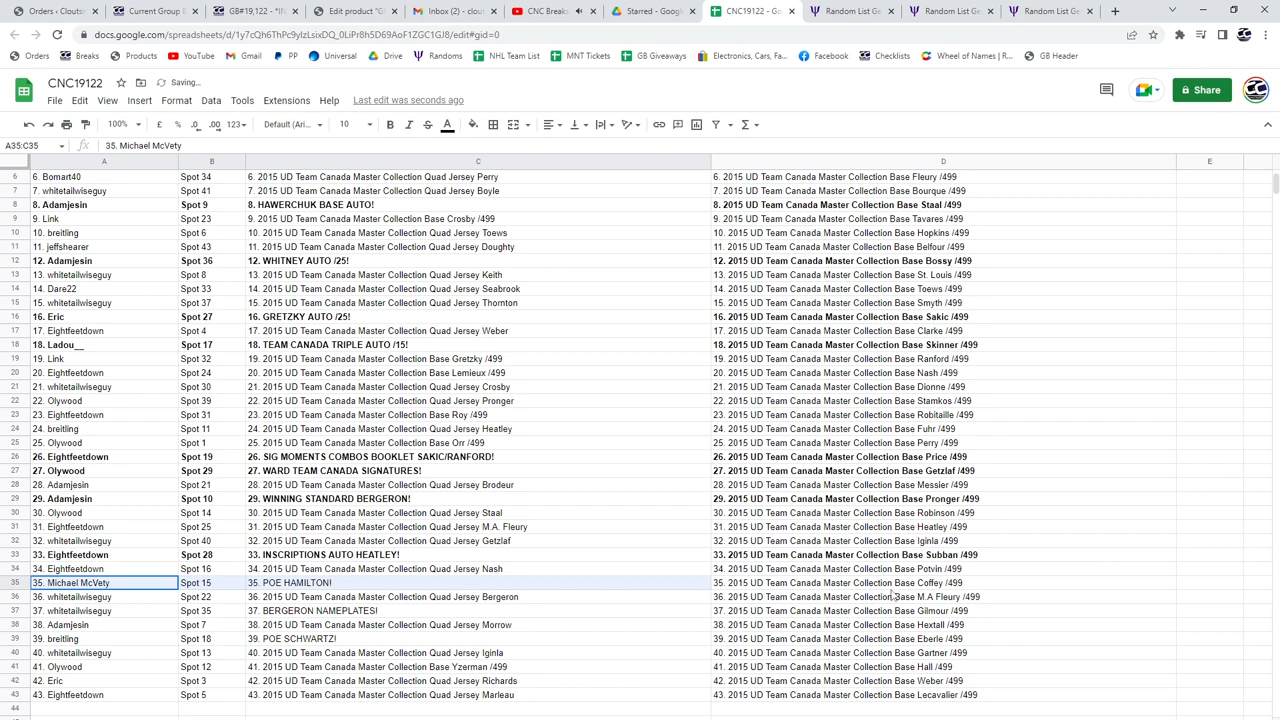 Orders · Clouts
Current Group B
GB#19122 - *IN
Edit product "G
Inbox (2) - clou
CNC Breaks
Starred - Google
CNC19122 - Goo
Random List Ge
Random List Ge
Random List Ge
docs.google.com/spreadsheets/d/1y7cQh6ThPc9ylzLsixDQ_0LiPr8h5D69AoF1ZGC1GJ8/edit#gid=0
Orders Breaks Products YouTube Gmail PP Universal Drive Randoms NHL Team List MNT Tickets GB Giveaways Electronics, Cars, Fa... Facebook Checklists Wheel of Names | R... GB Header
CNC19122 Saving...
File Edit View Insert Format Data Tools Extensions Help Last edit was seconds ago
Share
100% £ % .0 .00 123 Default (Ari... 10
A35:C35 fx 35. Michael McVety
A B C D E
6 6. Bomart40 Spot 34 6. 2015 UD Team Canada Master Collection Quad Jersey Perry 6. 2015 UD Team Canada Master Collection Base Fleury /499
7 7. whitetailwiseguy Spot 41 7. 2015 UD Team Canada Master Collection Quad Jersey Boyle 7. 2015 UD Team Canada Master Collection Base Bourque /499
8 8. Adamjesin Spot 9 8. HAWERCHUK BASE AUTO! 8. 2015 UD Team Canada Master Collection Base Staal /499
9 9. Link Spot 23 9. 2015 UD Team Canada Master Collection Base Crosby /499 9. 2015 UD Team Canada Master Collection Base Tavares /499
10 10. breitling Spot 6 10. 2015 UD Team Canada Master Collection Quad Jersey Toews 10. 2015 UD Team Canada Master Collection Base Hopkins /499
11 11. jeffshearer Spot 43 11. 2015 UD Team Canada Master Collection Quad Jersey Doughty 11. 2015 UD Team Canada Master Collection Base Belfour /499
12 12. Adamjesin Spot 36 12. WHITNEY AUTO /25! 12. 2015 UD Team Canada Master Collection Base Bossy /499
13 13. whitetailwiseguy Spot 8 13. 2015 UD Team Canada Master Collection Quad Jersey Keith 13. 2015 UD Team Canada Master Collection Base St. Louis /499
14 14. Dare22 Spot 33 14. 2015 UD Team Canada Master Collection Quad Jersey Seabrook 14. 2015 UD Team Canada Master Collection Base Toews /499
15 15. whitetailwiseguy Spot 37 15. 2015 UD Team Canada Master Collection Quad Jersey Thornton 15. 2015 UD Team Canada Master Collection Base Smyth /499
16 16. Eric Spot 27 16. GRETZKY AUTO /25! 16. 2015 UD Team Canada Master Collection Base Sakic /499
17 17. Eightfeetdown Spot 4 17. 2015 UD Team Canada Master Collection Quad Jersey Weber 17. 2015 UD Team Canada Master Collection Base Clarke /499
18 18. Ladou__ Spot 17 18. TEAM CANADA TRIPLE AUTO /15! 18. 2015 UD Team Canada Master Collection Base Skinner /499
19 19. Link Spot 32 19. 2015 UD Team Canada Master Collection Base Gretzky /499 19. 2015 UD Team Canada Master Collection Base Ranford /499
20 20. Eightfeetdown Spot 24 20. 2015 UD Team Canada Master Collection Base Lemieux /499 20. 2015 UD Team Canada Master Collection Base Nash /499
21 21. whitetailwiseguy Spot 30 21. 2015 UD Team Canada Master Collection Quad Jersey Crosby 21. 2015 UD Team Canada Master Collection Base Dionne /499
22 22. Olywood Spot 39 22. 2015 UD Team Canada Master Collection Quad Jersey Pronger 22. 2015 UD Team Canada Master Collection Base Stamkos /499
23 23. Eightfeetdown Spot 31 23. 2015 UD Team Canada Master Collection Base Roy /499 23. 2015 UD Team Canada Master Collection Base Robitaille /499
24 24. breitling Spot 11 24. 2015 UD Team Canada Master Collection Quad Jersey Heatley 24. 2015 UD Team Canada Master Collection Base Fuhr /499
25 25. Olywood Spot 1 25. 2015 UD Team Canada Master Collection Base Orr /499 25. 2015 UD Team Canada Master Collection Base Perry /499
26 26. Eightfeetdown Spot 19 26. SIG MOMENTS COMBOS BOOKLET SAKIC/RANFORD! 26. 2015 UD Team Canada Master Collection Base Price /499
27 27. Olywood Spot 29 27. WARD TEAM CANADA SIGNATURES! 27. 2015 UD Team Canada Master Collection Base Getzlaf /499
28 28. Adamjesin Spot 21 28. 2015 UD Team Canada Master Collection Quad Jersey Brodeur 28. 2015 UD Team Canada Master Collection Base Messier /499
29 29. Adamjesin Spot 10 29. WINNING STANDARD BERGERON! 29. 2015 UD Team Canada Master Collection Base Pronger /499
30 30. Olywood Spot 14 30. 2015 UD Team Canada Master Collection Quad Jersey Staal 30. 2015 UD Team Canada Master Collection Base Robinson /499
31 31. Eightfeetdown Spot 25 31. 2015 UD Team Canada Master Collection Quad Jersey M.A. Fleury 31. 2015 UD Team Canada Master Collection Base Heatley /499
32 32. whitetailwiseguy Spot 40 32. 2015 UD Team Canada Master Collection Quad Jersey Getzlaf 32. 2015 UD Team Canada Master Collection Base Iginla /499
33 33. Eightfeetdown Spot 28 33. INSCRIPTIONS AUTO HEATLEY! 33. 2015 UD Team Canada Master Collection Base Subban /499
34 34. Eightfeetdown Spot 16 34. 2015 UD Team Canada Master Collection Quad Jersey Nash 34. 2015 UD Team Canada Master Collection Base Potvin /499
35 35. Michael McVety Spot 15 35. POE HAMILTON! 35. 2015 UD Team Canada Master Collection Base Coffey /499
36 36. whitetailwiseguy Spot 22 36. 2015 UD Team Canada Master Collection Quad Jersey Bergeron 36. 2015 UD Team Canada Master Collection Base M.A Fleury /499
37 37. whitetailwiseguy Spot 35 37. BERGERON NAMEPLATES! 37. 2015 UD Team Canada Master Collection Base Gilmour /499
38 38. Adamjesin Spot 7 38. 2015 UD Team Canada Master Collection Quad Jersey Morrow 38. 2015 UD Team Canada Master Collection Base Hextall /499
39 39. breitling Spot 18 39. POE SCHWARTZ! 39. 2015 UD Team Canada Master Collection Base Eberle /499
40 40. whitetailwiseguy Spot 13 40. 2015 UD Team Canada Master Collection Quad Jersey Iginla 40. 2015 UD Team Canada Master Collection Base Gartner /499
41 41. Olywood Spot 12 41. 2015 UD Team Canada Master Collection Base Yzerman /499 41. 2015 UD Team Canada Master Collection Base Hall /499
42 42. Eric Spot 3 42. 2015 UD Team Canada Master Collection Quad Jersey Richards 42. 2015 UD Team Canada Master Collection Base Weber /499
43 43. Eightfeetdown Spot 5 43. 2015 UD Team Canada Master Collection Quad Jersey Marleau 43. 2015 UD Team Canada Master Collection Base Lecavalier /499
44